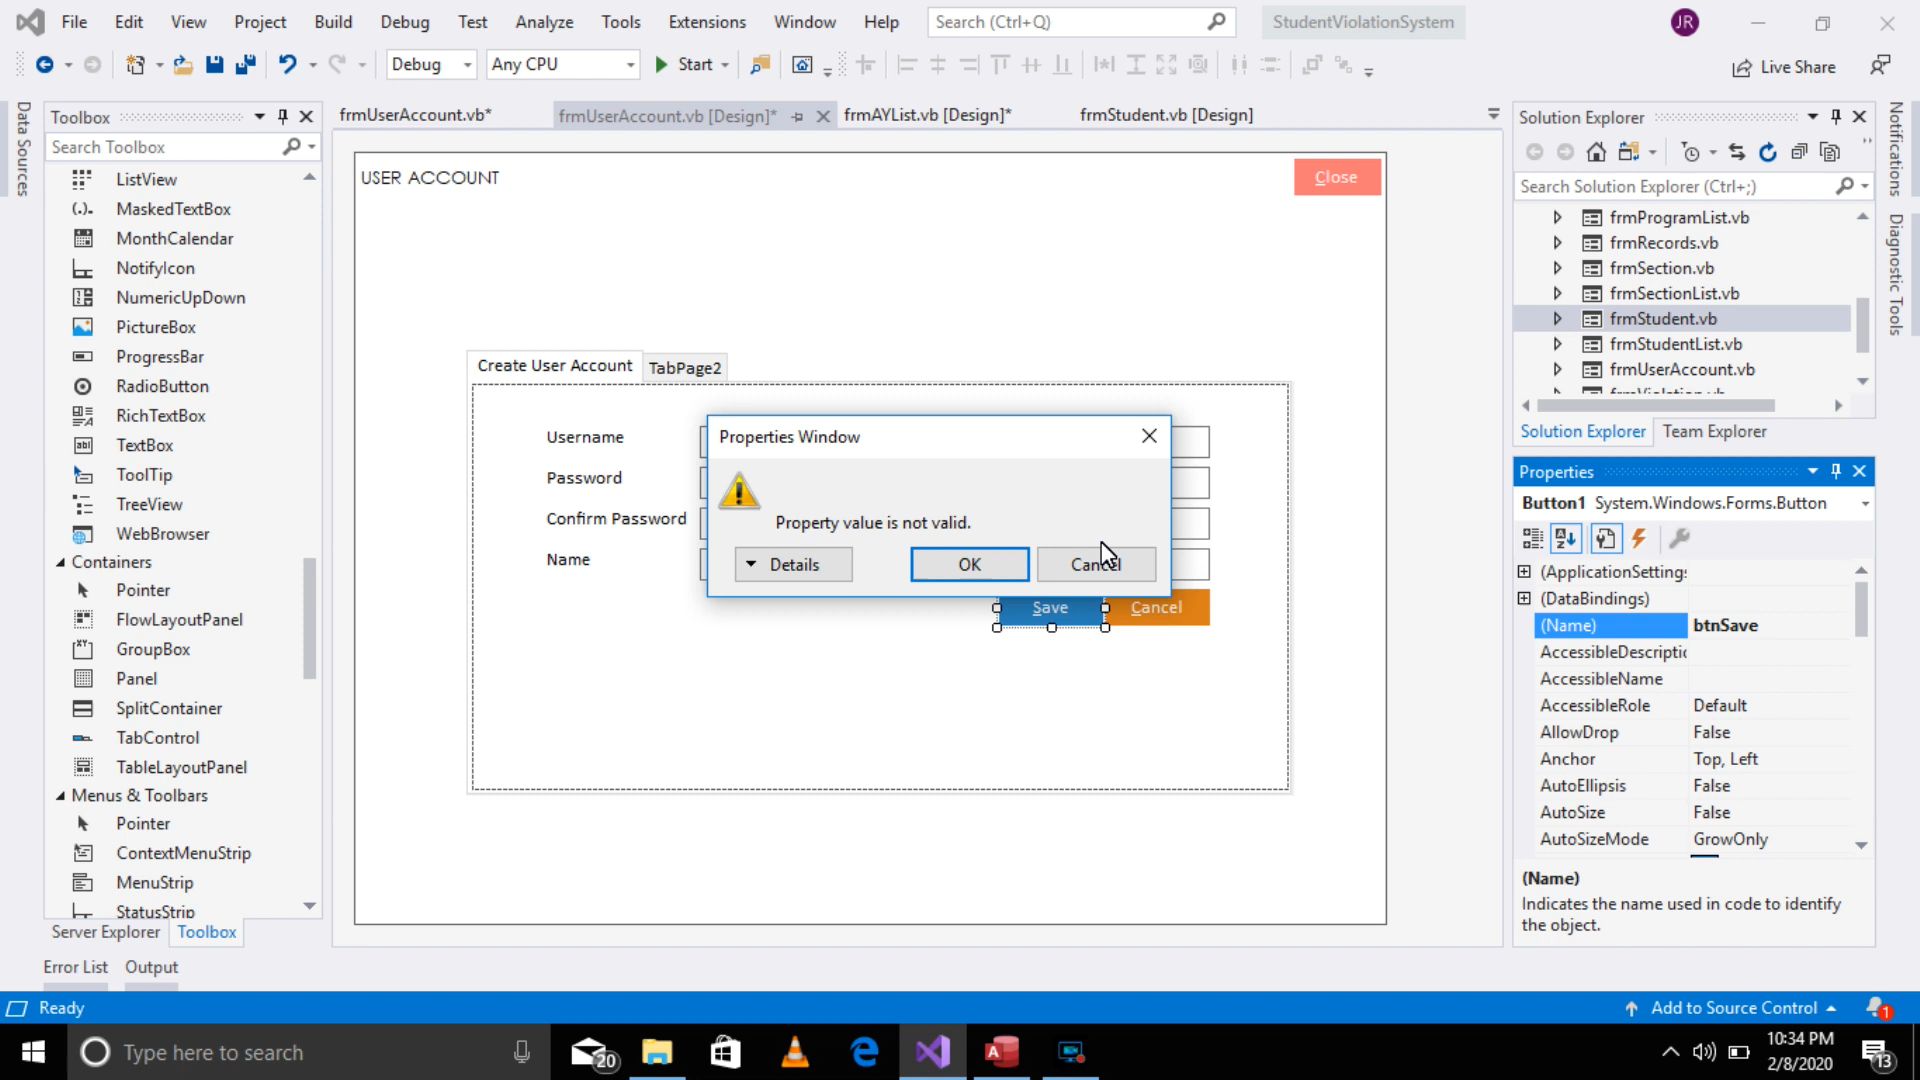 File Edit View Project Build Debug Test Analyze Tools Extensions Window Help Search (Ctrl+Q) StudentViolationSystem JR
Debug Any CPU Start Live Share
Data Sources
Toolbox
Search Toolbox
ListView
MaskedTextBox
MonthCalendar
NotifyIcon
NumericUpDown
PictureBox
ProgressBar
RadioButton
RichTextBox
TextBox
ToolTip
TreeView
WebBrowser
Containers
Pointer
FlowLayoutPanel
GroupBox
Panel
SplitContainer
TabControl
TableLayoutPanel
Menus & Toolbars
Pointer
ContextMenuStrip
MenuStrip
StatusStrip
Server Explorer Toolbox
Error List Output
frmUserAccount.vb* frmUserAccount.vb [Design]* frmAYList.vb [Design]* frmStudent.vb [Design]
USER ACCOUNT Close
Create User Account TabPage2
Username
Password
Confirm Password
Name
Save Cancel
Properties Window
Property value is not valid.
Details OK Cancel
Solution Explorer
Search Solution Explorer (Ctrl+;)
frmProgramList.vb
frmRecords.vb
frmSection.vb
frmSectionList.vb
frmStudent.vb
frmStudentList.vb
frmUserAccount.vb
frmViolation.vb
Solution Explorer Team Explorer
Properties
Button1 System.Windows.Forms.Button
(ApplicationSettings
(DataBindings)
(Name) btnSave
AccessibleDescriptio
AccessibleName
AccessibleRole Default
AllowDrop False
Anchor Top, Left
AutoEllipsis False
AutoSize False
AutoSizeMode GrowOnly
(Name)
Indicates the name used in code to identify
the object.
Notifications
Diagnostic Tools
Ready Add to Source Control 1
Type here to search 20 10:34 PM
2/8/2020 13